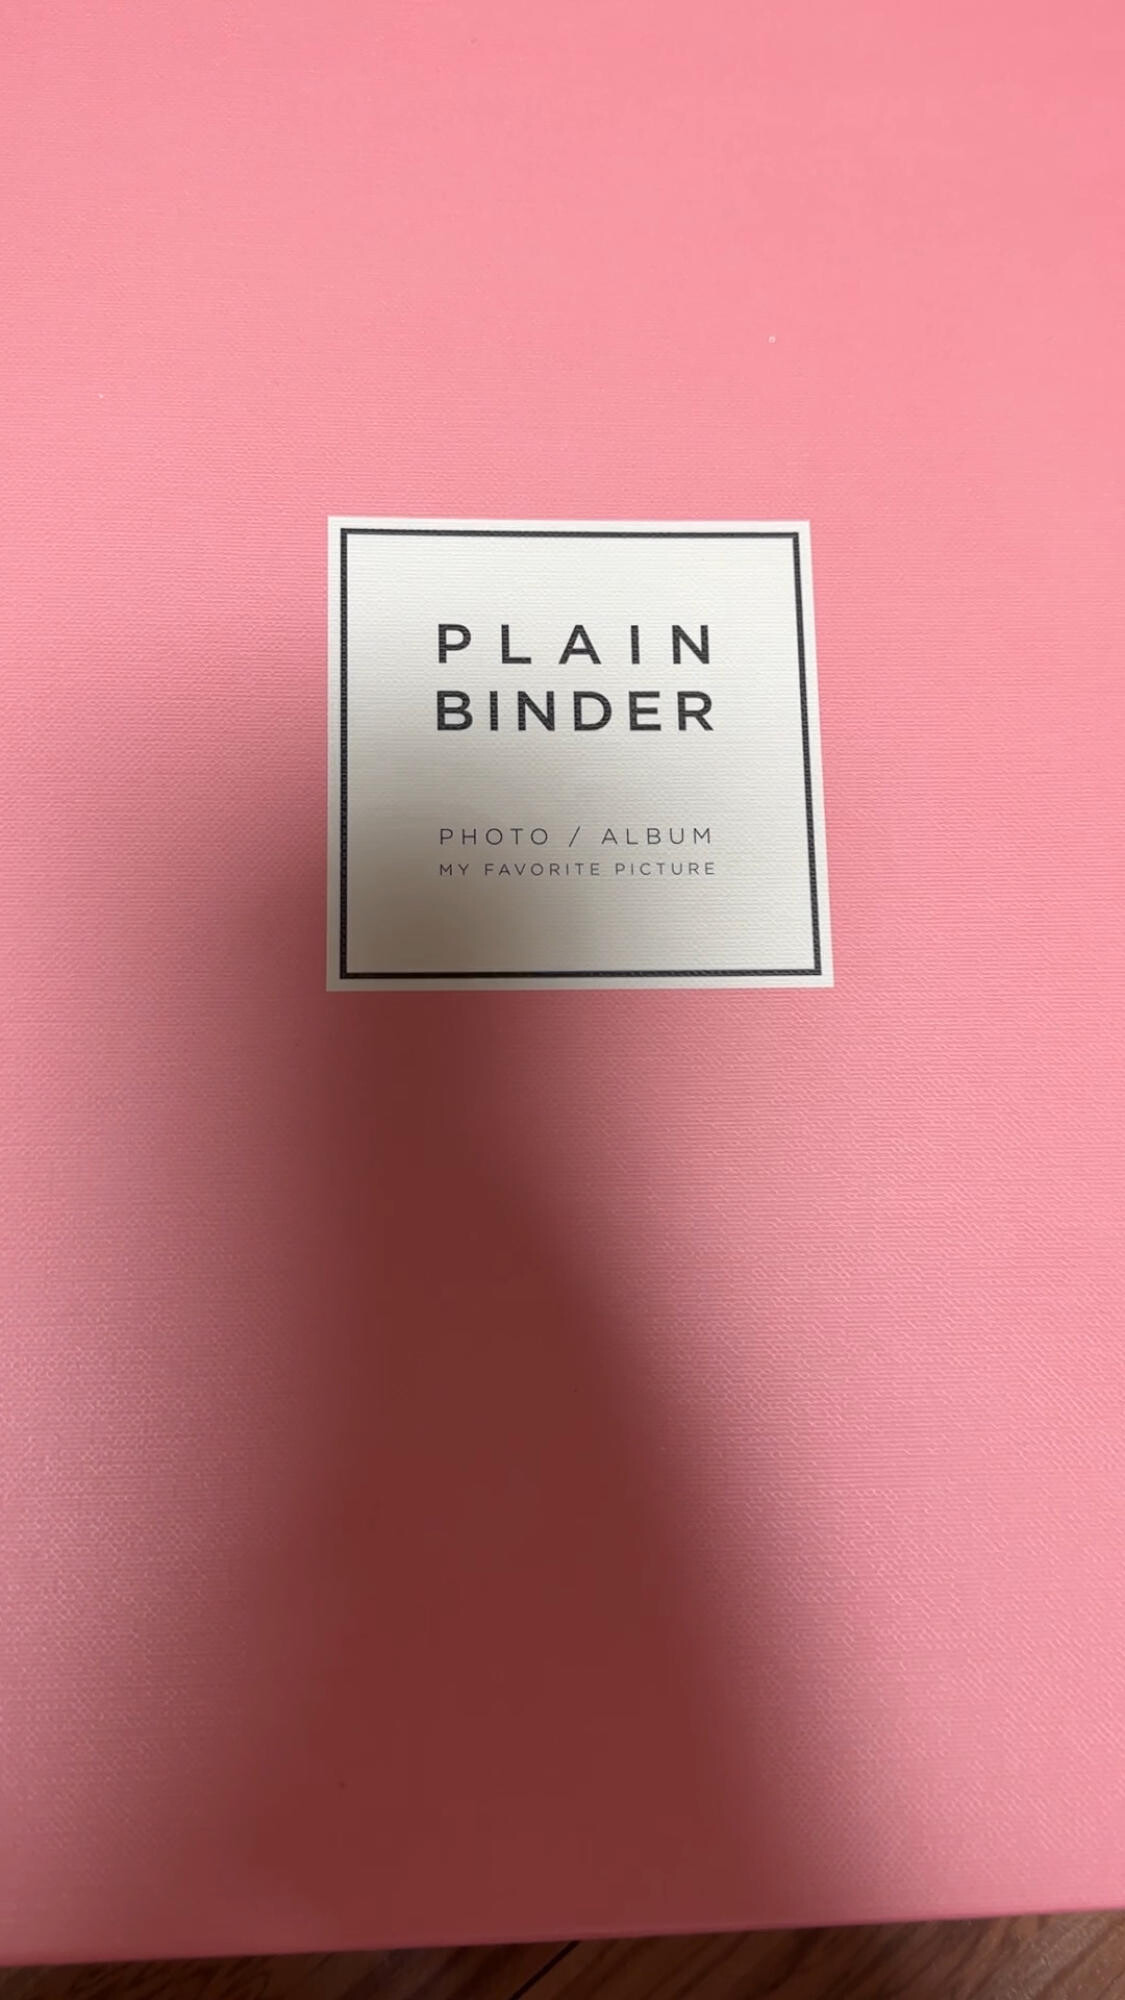 PLAIN
BINDER
PHOTO / ALBUM
MY FAVORITE PICTURE